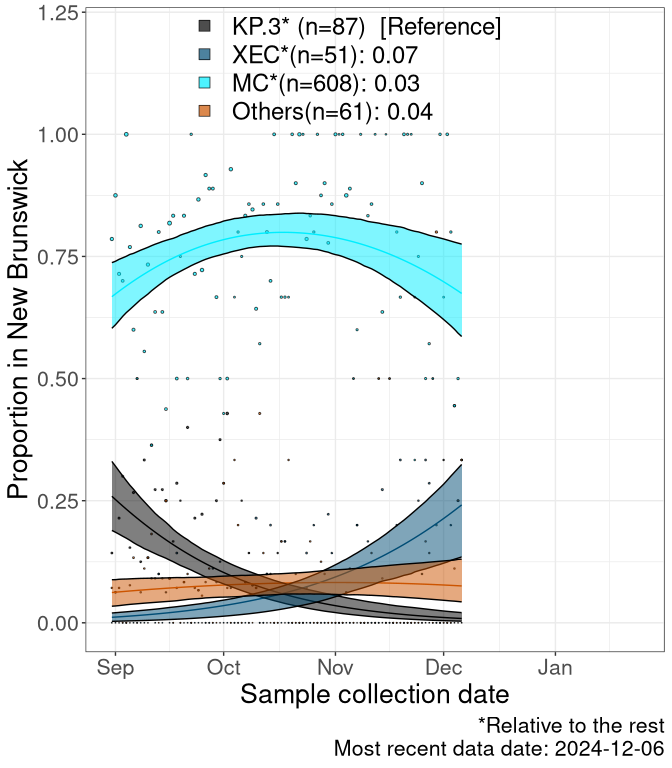 1.25
KP.3* (n=87)  [Reference]
XEC*(n=51): 0.07
MC*(n=608): 0.03
Others(n=61): 0.04
1.00
0.75
0.50
0.25
0.00
Proportion in New Brunswick
Sep Oct Nov Dec Jan
Sample collection date
*Relative to the rest
Most recent data date: 2024-12-06